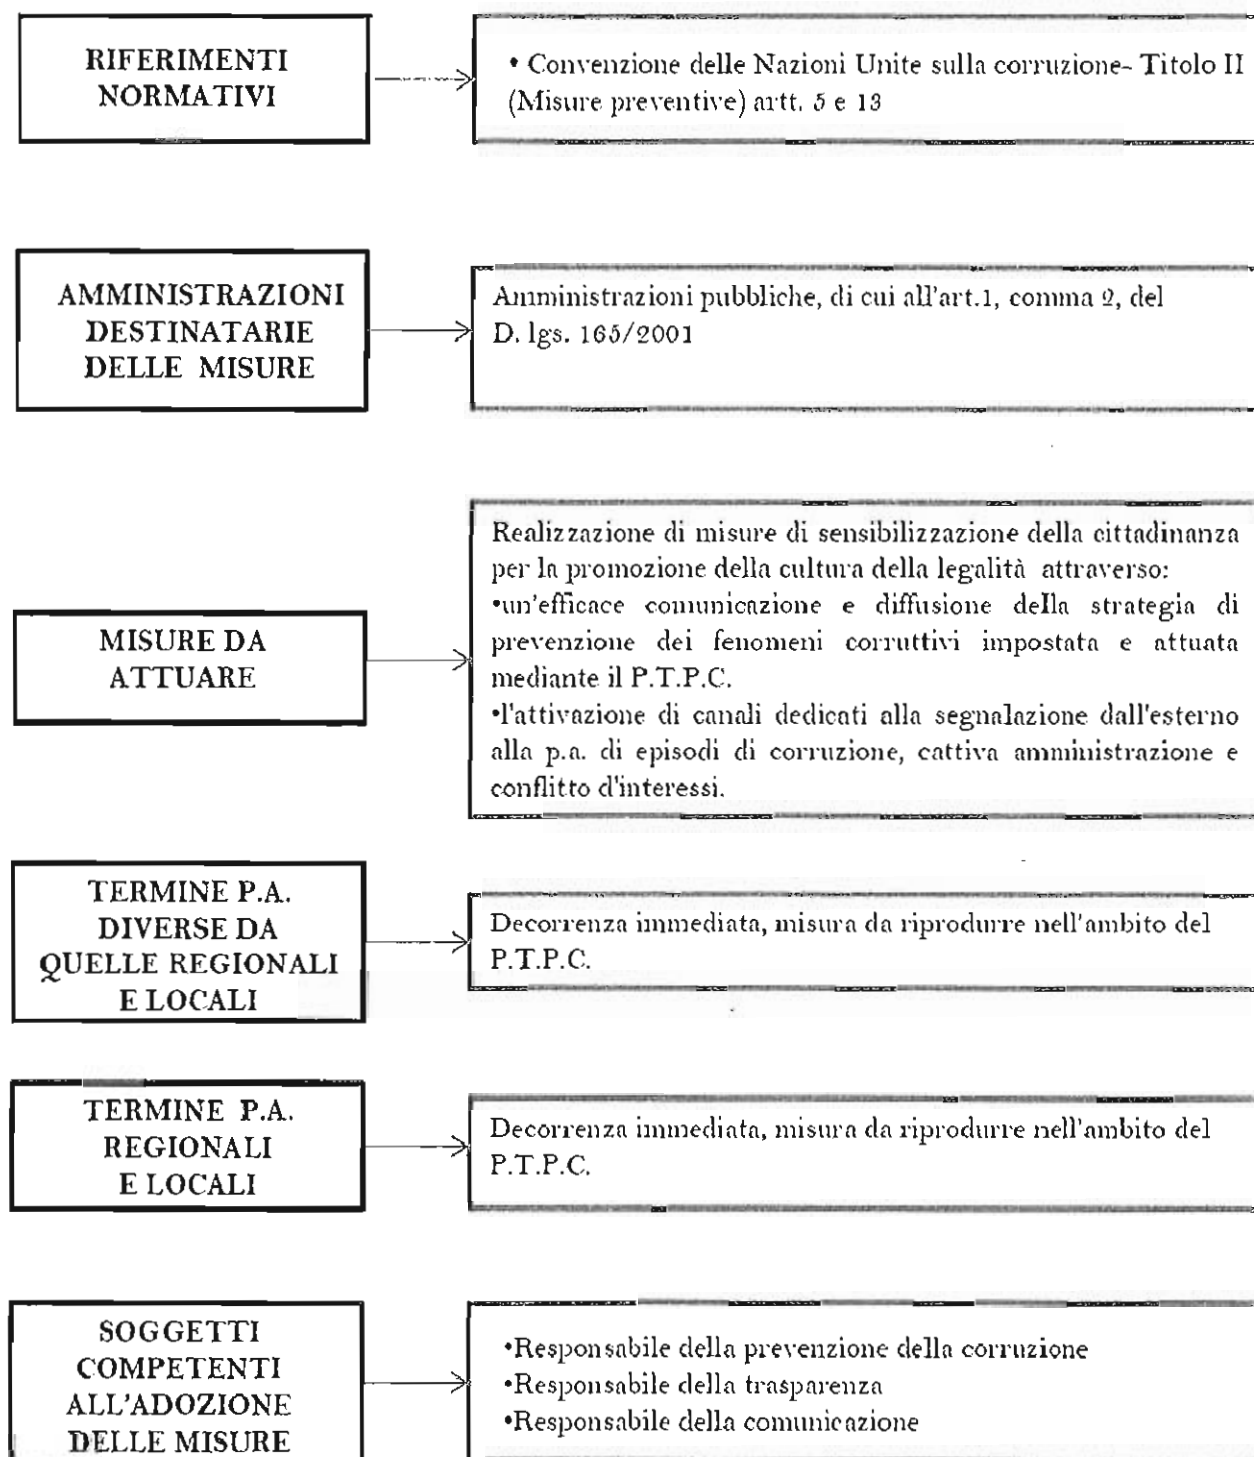 RIFERIMENTI
NORMATIVI
• Convenzione delle Nazioni Unite sulla corruzione– Titolo II
(Misure preventive) artt. 5 e 13
AMMINISTRAZIONI
DESTINATARIE
DELLE MISURE
Amministrazioni pubbliche, di cui all'art.1, comma 2, del
D. lgs. 165/2001
MISURE DA
ATTUARE
Realizzazione di misure di sensibilizzazione della cittadinanza
per la promozione della cultura della legalità attraverso:
•un'efficace comunicazione e diffusione della strategia di
prevenzione dei fenomeni corruttivi impostata e attuata
mediante il P.T.P.C.
•l'attivazione di canali dedicati alla segnalazione dall'esterno
alla p.a. di episodi di corruzione, cattiva amministrazione e
conflitto d'interessi.
TERMINE P.A.
DIVERSE DA
QUELLE REGIONALI
E LOCALI
Decorrenza immediata, misura da riprodurre nell'ambito del
P.T.P.C.
TERMINE P.A.
REGIONALI
E LOCALI
Decorrenza immediata, misura da riprodurre nell'ambito del
P.T.P.C.
SOGGETTI
COMPETENTI
ALL'ADOZIONE
DELLE MISURE
•Responsabile della prevenzione della corruzione
•Responsabile della trasparenza
•Responsabile della comunicazione